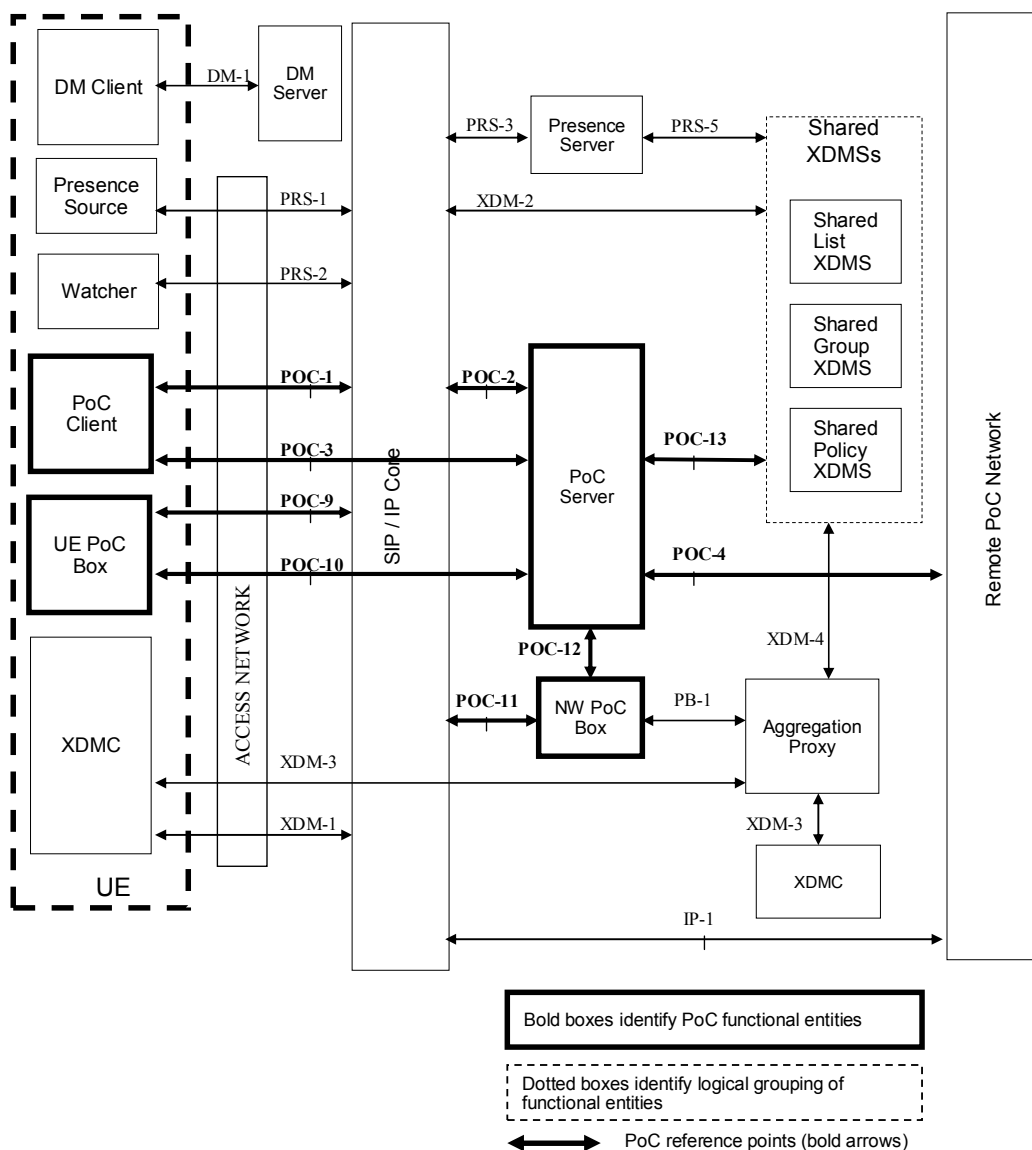 DM Client
DM-1
DM
Server
PRS-3
Presence
Server
PRS-5
Shared
XDMSs
Presence
Source
PRS-1
XDM-2
Shared
List
XDMS
Watcher
PRS-2
Shared
Group
XDMS
PoC
Client
POC-1
POC-2
POC-3
PoC
Server
POC-13
Shared
Policy
XDMS
UE PoC
Box
POC-9
POC-10
POC-4
SIP / IP Core
ACCESS NETWORK
Remote PoC Network
POC-12
XDM-4
XDMC
POC-11
NW PoC
Box
PB-1
Aggregation
Proxy
XDM-3
XDM-1
XDM-3
XDMC
UE
IP-1
Bold boxes identify PoC functional entities
Dotted boxes identify logical grouping of
functional entities
PoC reference points (bold arrows)